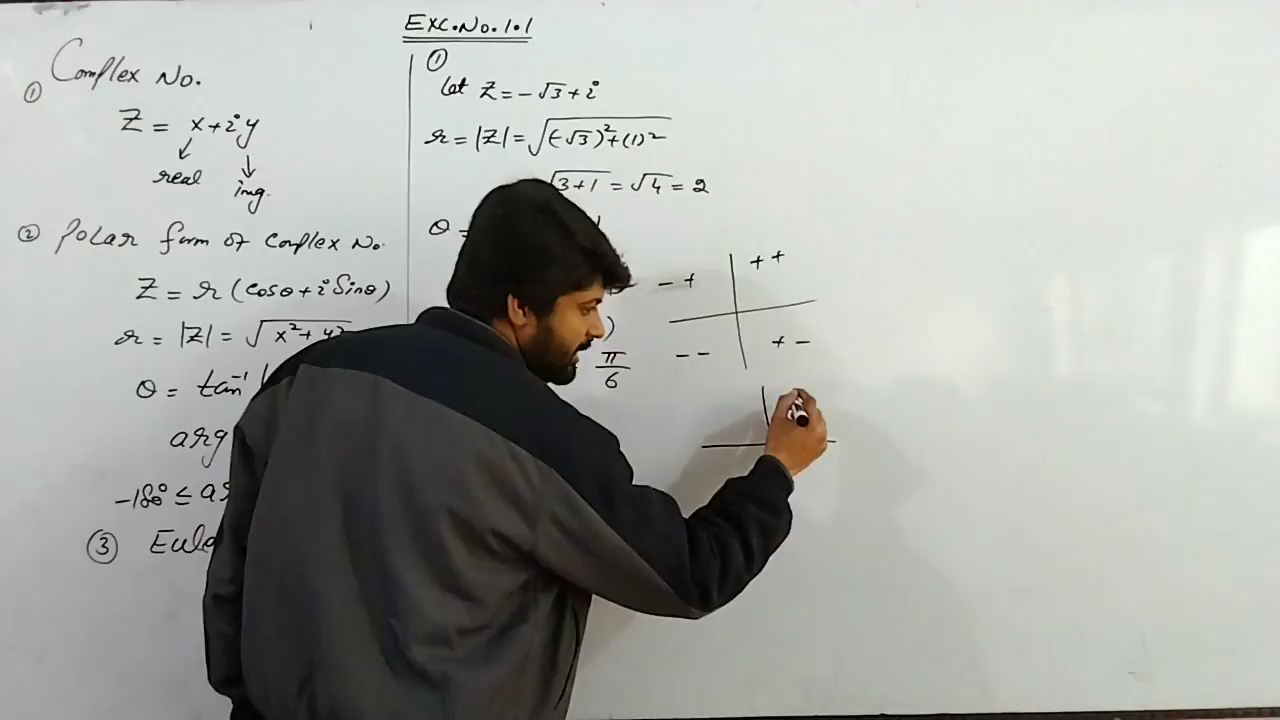 Exc.No.1.1
① Complex No.
Z = x+iy
real img.
② Polar form of Complex No.
Z = r (cosθ + i Sinθ)
r = |Z| = √(x²+y²)
θ = tan⁻¹
arg
-180° ≤
③
①
let Z = -√3 + i
r = |Z| = √((-√3)²+(1)²)
√(3+1) = √4 = 2
θ =
)
π/6
- + + +
- - + -